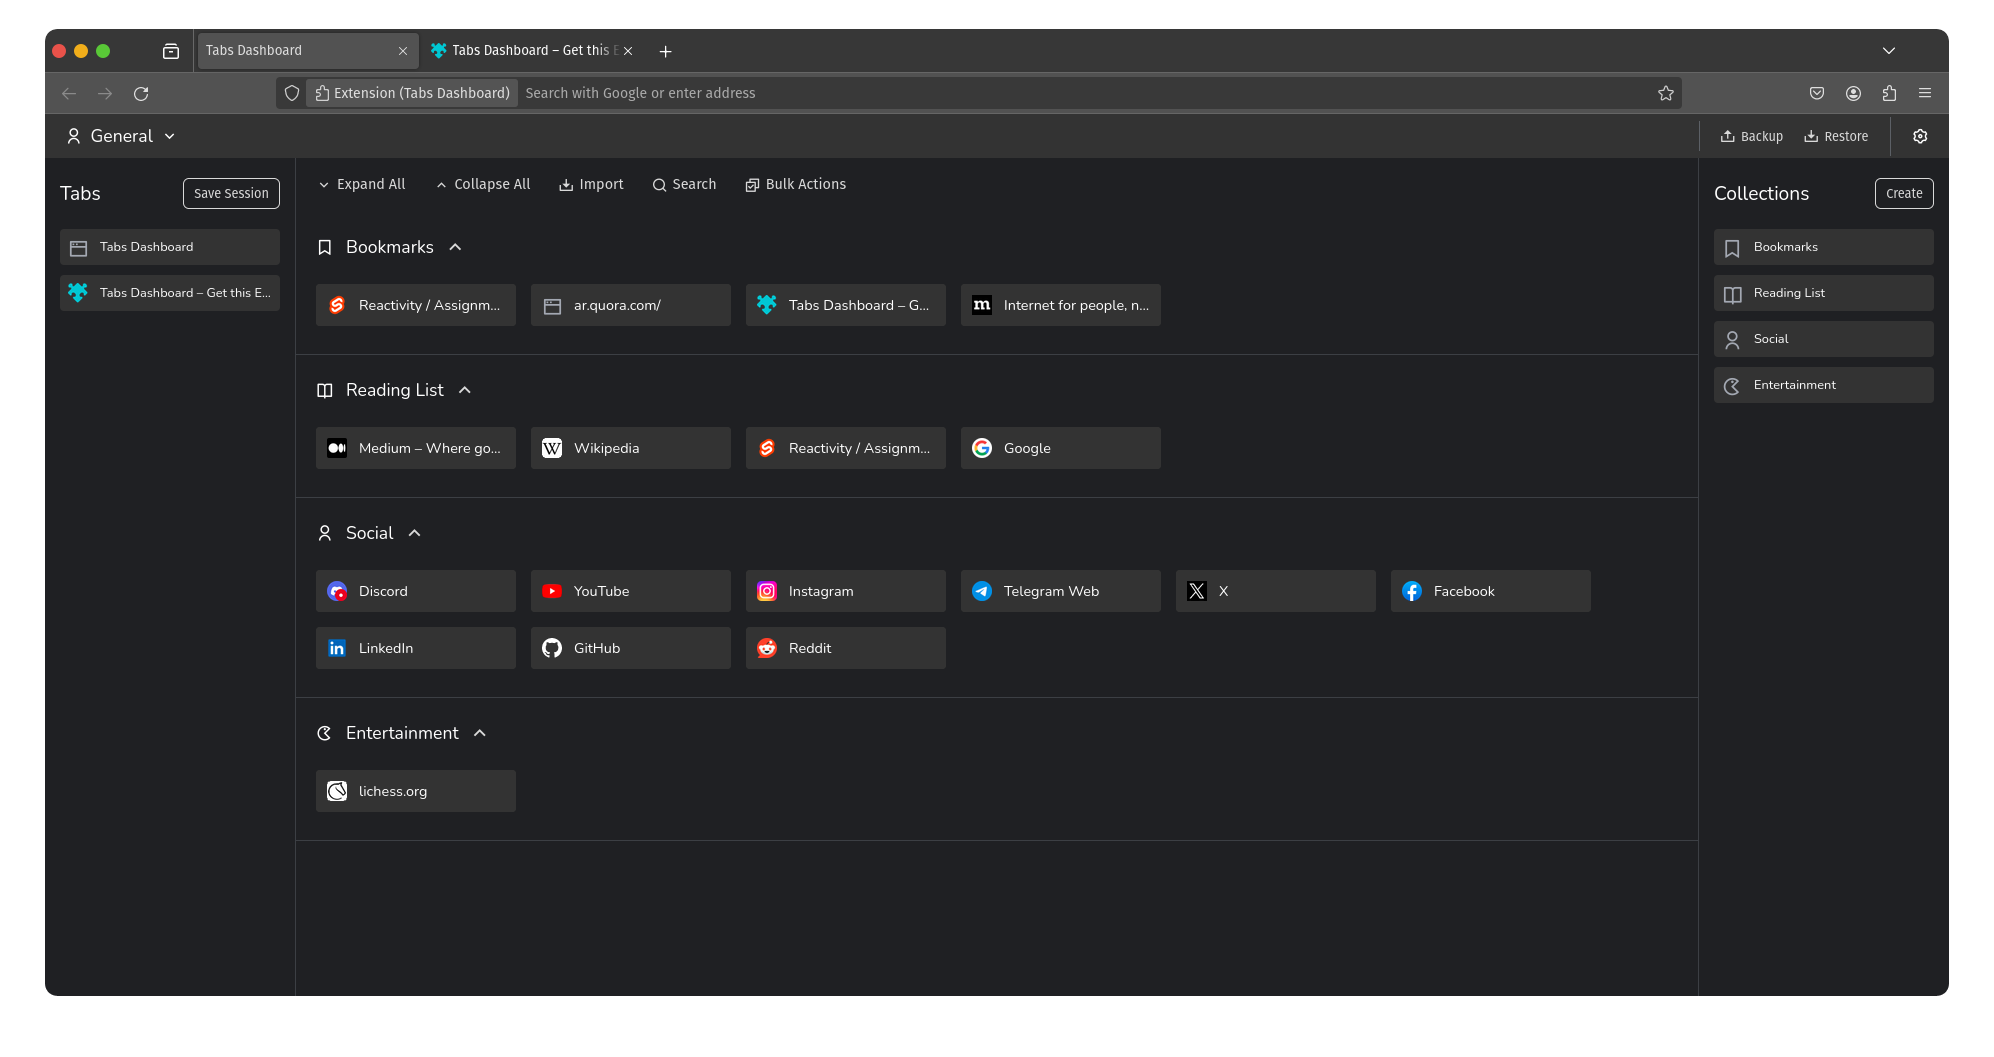 Tabs Dashboard
Tabs Dashboard – Get this E
Extension (Tabs Dashboard) Search with Google or enter address
General
Backup Restore
Tabs Save Session
Tabs Dashboard
Tabs Dashboard – Get this E...
Expand All Collapse All Import Search Bulk Actions
Bookmarks
Reactivity / Assignm... ar.quora.com/ Tabs Dashboard – G... Internet for people, n...
Reading List
Medium – Where go... Wikipedia Reactivity / Assignm... Google
Social
Discord YouTube Instagram Telegram Web X Facebook
LinkedIn GitHub Reddit
Entertainment
lichess.org
Collections Create
Bookmarks
Reading List
Social
Entertainment